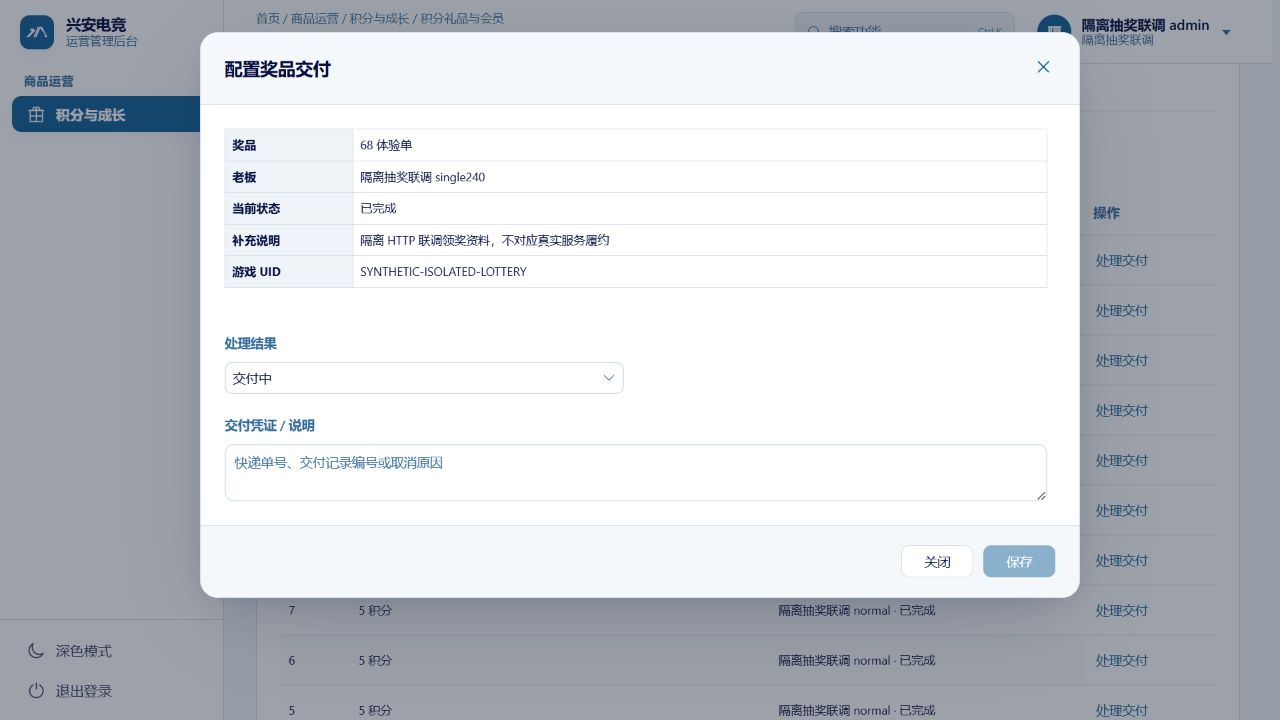 兴安电竞
运营管理后台
首页 / 商品运营 / 积分与成长 / 积分礼品与会员
搜索功能
Ctrl K
隔离抽奖联调 admin
隔离抽奖联调
商品运营
积分与成长
配置奖品交付
奖品 68 体验单
老板 隔离抽奖联调 single240
当前状态 已完成
补充说明 隔离 HTTP 联调领奖资料，不对应真实服务履约
游戏 UID SYNTHETIC-ISOLATED-LOTTERY
处理结果
交付中
交付凭证 / 说明
快递单号、交付记录编号或取消原因
关闭
保存
操作
处理交付
处理交付
处理交付
处理交付
处理交付
处理交付
处理交付
7 5 积分 隔离抽奖联调 normal · 已完成 处理交付
6 5 积分 隔离抽奖联调 normal · 已完成 处理交付
5 5 积分 隔离抽奖联调 normal · 已完成 处理交付
深色模式
退出登录